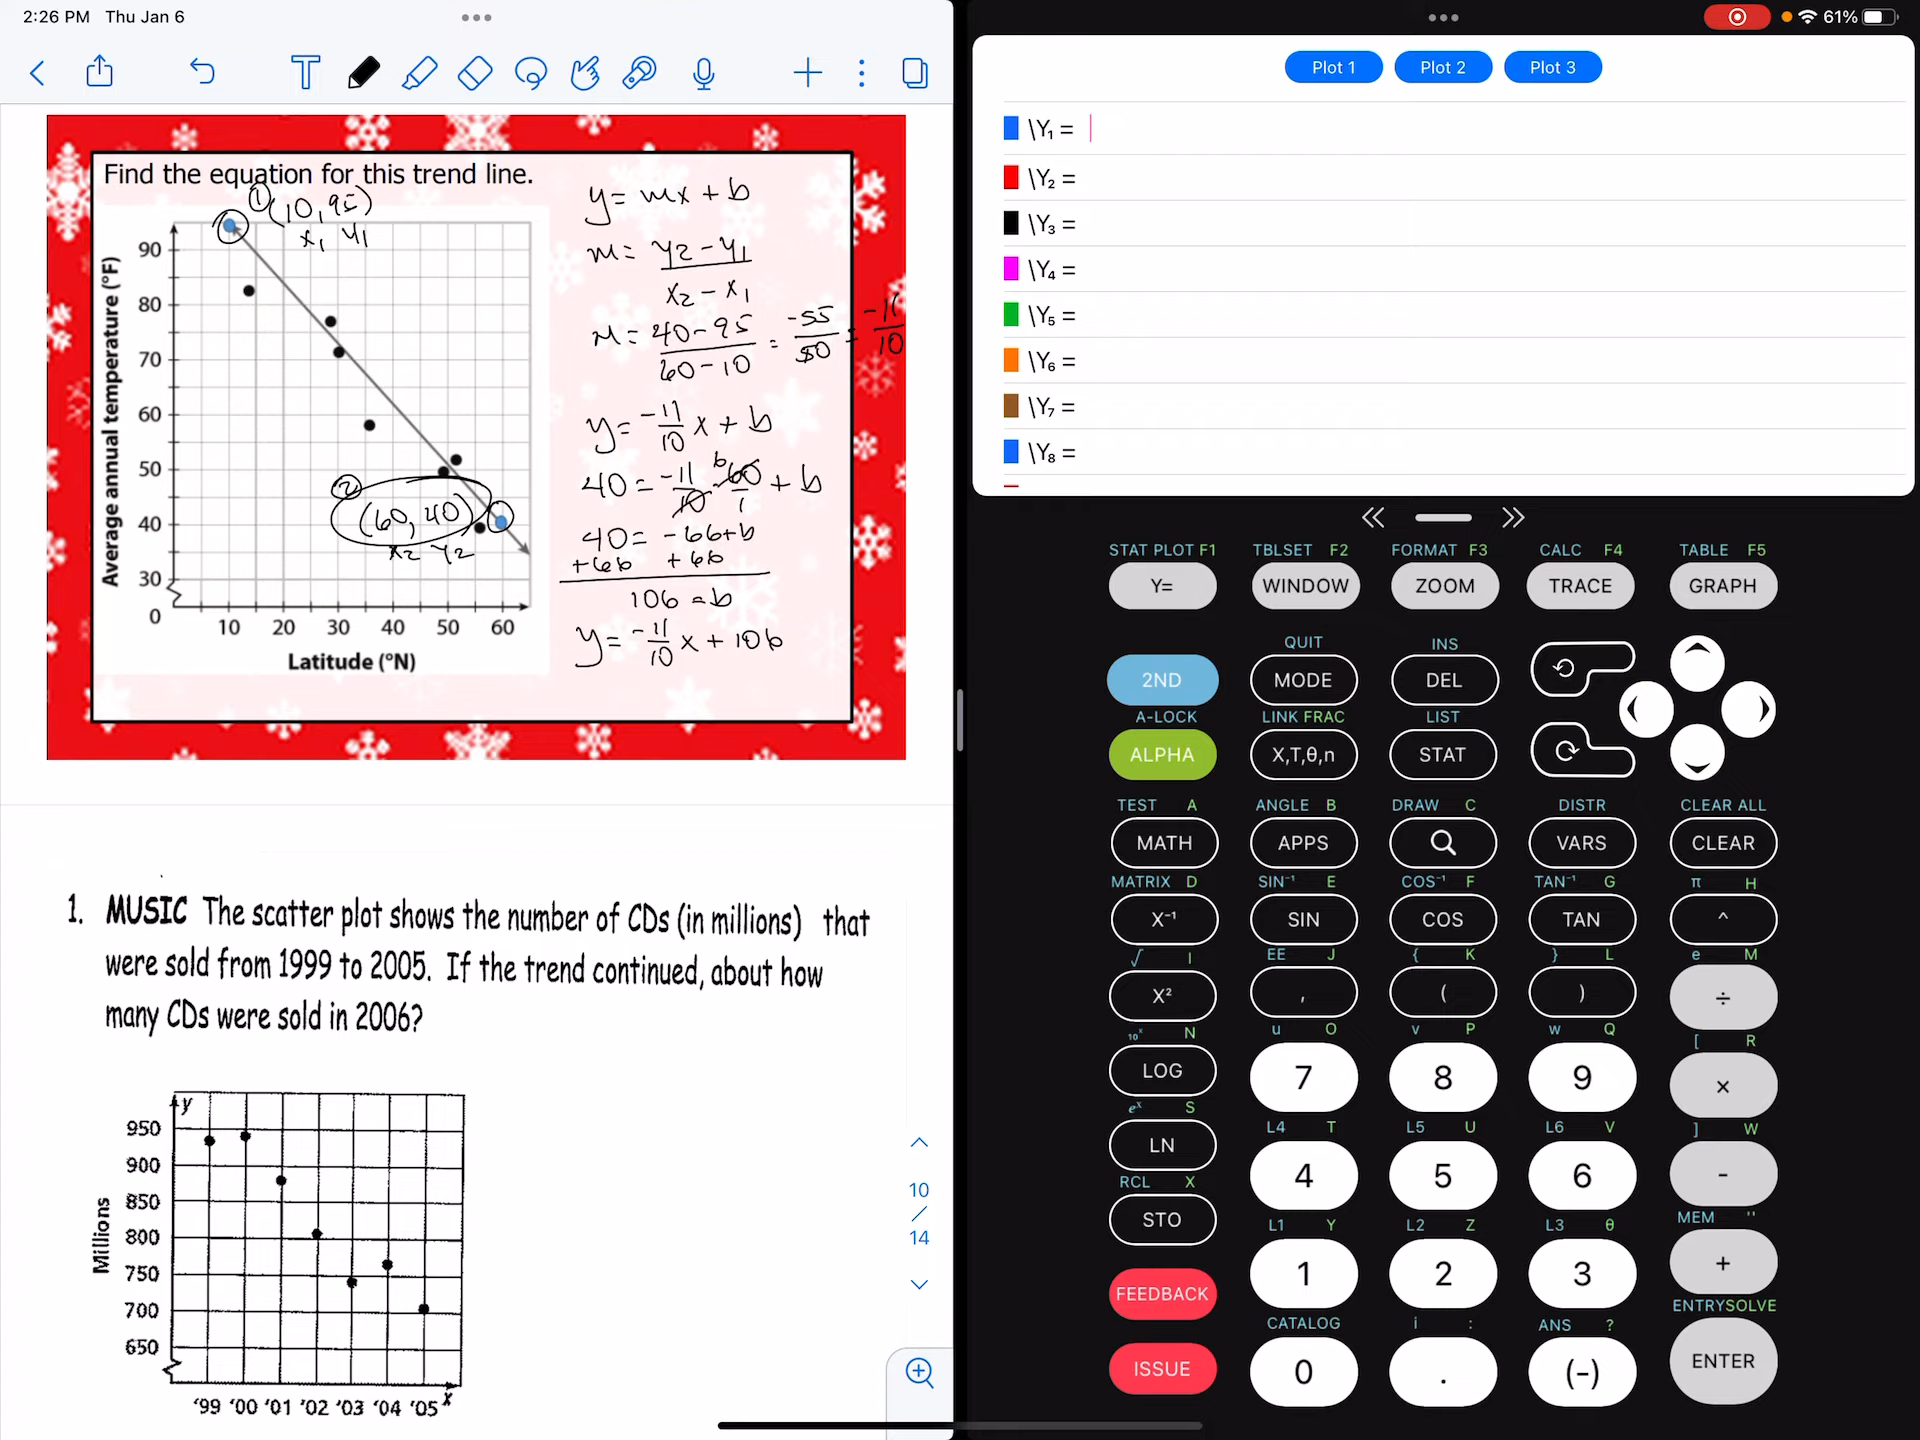 2:26 PM Thu Jan 6
61%
T
Find the equation for this trend line.
① (10, 95)
x₁ y₁
90
80
70
60
50
40
30
0
10 20 30 40 50 60
Average annual temperature (°F)
Latitude (°N)
② (60, 40)
x₂ y₂
y = mx + b
m = y₂ - y₁
x₂ - x₁
m = 40 - 95 = -55 = -11
60 - 10 50 10
y = -11/10 x + b
40 = -11/10 · 60/1 + b
6
40 = -66 + b
+66 +66
106 = b
y = -11/10 x + 106
1. MUSIC The scatter plot shows the number of CDs (in millions) that
were sold from 1999 to 2005. If the trend continued, about how
many CDs were sold in 2006?
y
950
900
850
800
750
700
650
Millions
'99 '00 '01 '02 '03 '04 '05 x
10
/
14
Plot 1 Plot 2 Plot 3
\Y₁ =
\Y₂ =
\Y₃ =
\Y₄ =
\Y₅ =
\Y₆ =
\Y₇ =
\Y₈ =
STAT PLOT F1 TBLSET F2 FORMAT F3 CALC F4 TABLE F5
Y= WINDOW ZOOM TRACE GRAPH
QUIT INS
2ND MODE DEL
A-LOCK LINK FRAC LIST
ALPHA X,T,θ,n STAT
TEST A ANGLE B DRAW C DISTR CLEAR ALL
MATH APPS VARS CLEAR
MATRIX D SIN⁻¹ E COS⁻¹ F TAN⁻¹ G π H
X⁻¹ SIN COS TAN ^
√ I EE J { K } L e M
X² , ( ) ÷
10ˣ N u O v P w Q [ R
LOG 7 8 9 ×
eˣ S L4 T L5 U L6 V ] W
LN 4 5 6 -
RCL X L1 Y L2 Z L3 θ MEM "
STO 1 2 3 +
FEEDBACK
CATALOG i : ANS ? ENTRY SOLVE
ISSUE 0 . (-) ENTER